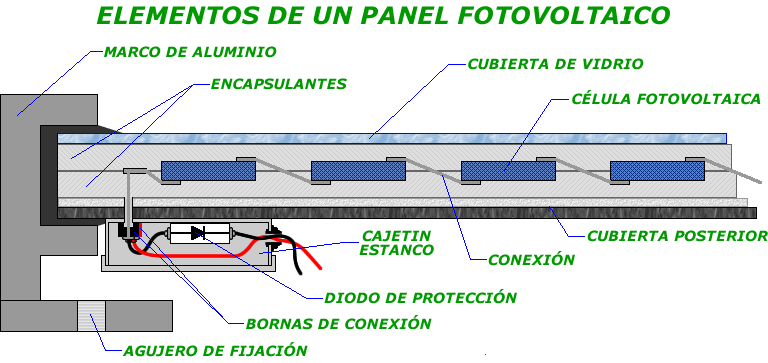 ELEMENTOS DE UN PANEL FOTOVOLTAICO
MARCO DE ALUMINIO
CUBIERTA DE VIDRIO
ENCAPSULANTES
CÉLULA FOTOVOLTAICA
CAJETIN
ESTANCO
CUBIERTA POSTERIOR
CONEXIÓN
DIODO DE PROTECCIÓN
BORNAS DE CONEXIÓN
AGUJERO DE FIJACIÓN